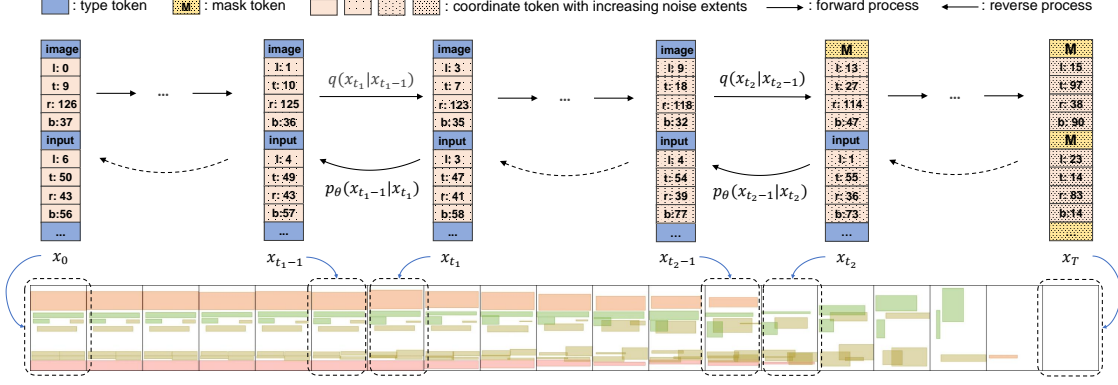 : type token M : mask token : coordinate token with increasing noise extents : forward process : reverse process
image
l: 0
t: 9
r: 126
b:37
input
l: 6
t: 50
r: 43
b:56
...
x_0
...
image
l: 1
t: 10
r: 125
b:36
input
l: 4
t: 49
r: 43
b:57
...
x_{t_1−1}
q(x_{t_1}|x_{t_1−1})
p_θ(x_{t_1−1}|x_{t_1})
image
l: 3
t: 7
r: 123
b:35
input
l: 3
t: 47
r: 41
b:58
...
x_{t_1}
...
image
l: 9
t: 18
r: 118
b:32
input
l: 4
t: 54
r: 39
b:77
...
x_{t_2−1}
q(x_{t_2}|x_{t_2−1})
p_θ(x_{t_2−1}|x_{t_2})
M
l: 13
t: 27
r: 114
b:47
M
l: 1
t: 55
r: 36
b:73
...
x_{t_2}
...
M
l: 15
t: 97
r: 38
b: 90
M
l: 23
t: 14
r: 83
b:14
...
x_T